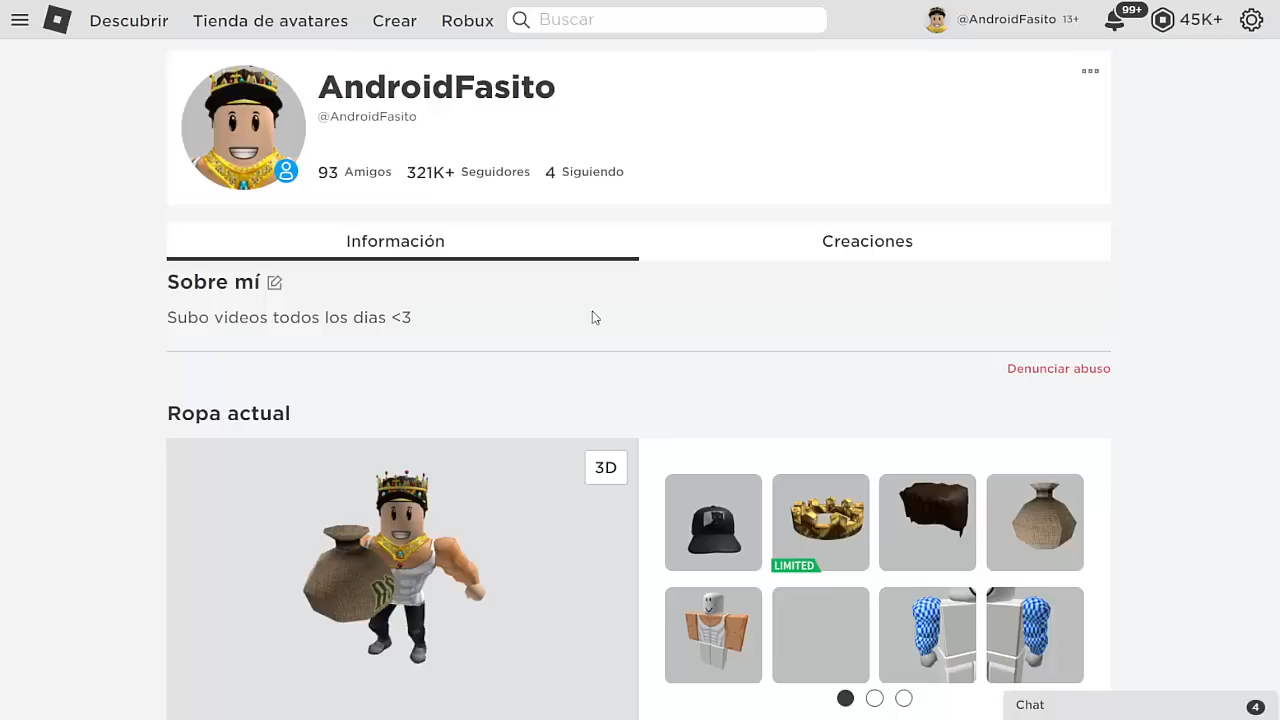 Descubrir
Tienda de avatares
Crear
Robux
Buscar
@AndroidFasito 13+
99+
45K+
AndroidFasito
@AndroidFasito
93 Amigos 321K+ Seguidores 4 Siguiendo
Información
Creaciones
Sobre mí
Subo videos todos los dias <3
Denunciar abuso
Ropa actual
3D
LIMITED
Chat
4